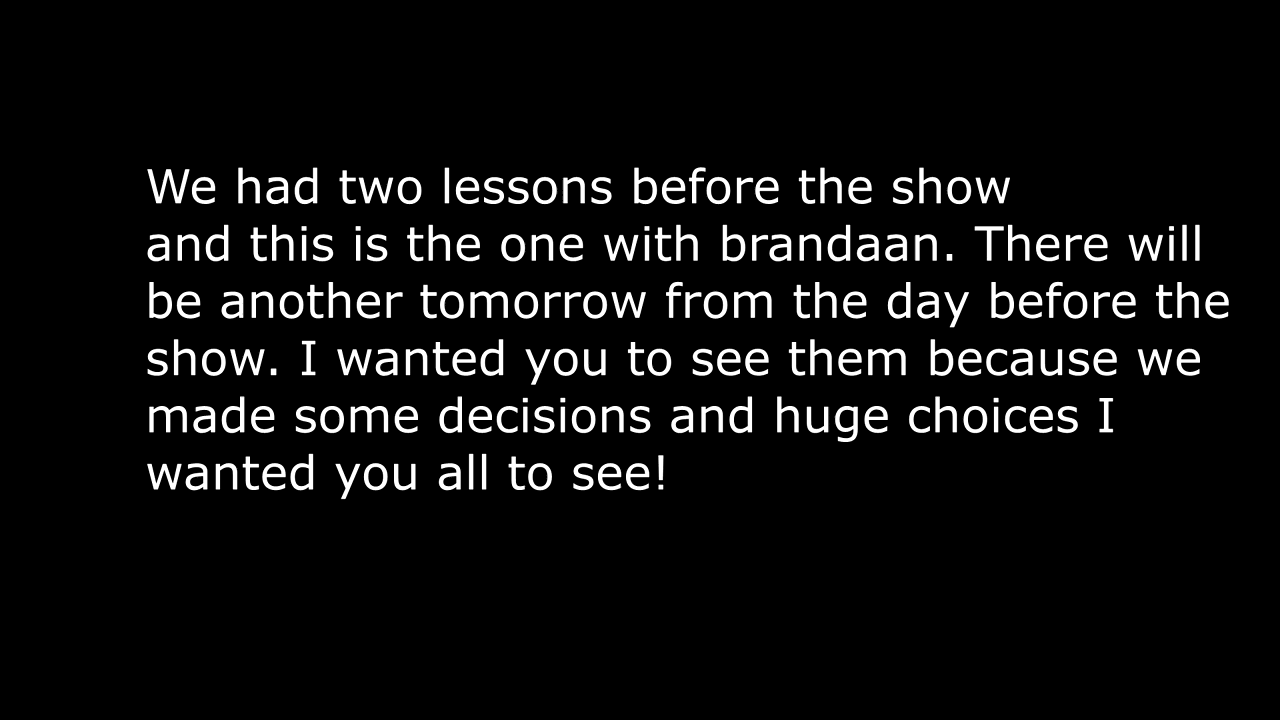 We had two lessons before the show
and this is the one with brandaan. There will
be another tomorrow from the day before the
show. I wanted you to see them because we
made some decisions and huge choices I
wanted you all to see!